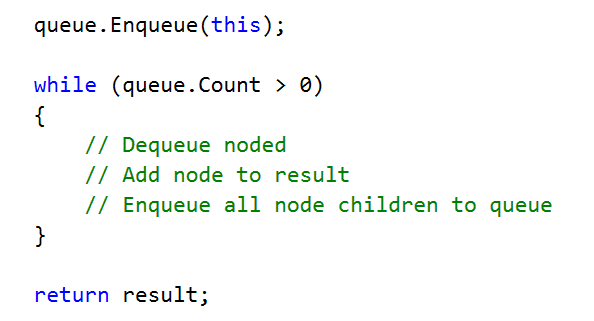 queue.Enqueue(this);
while (queue.Count > 0)
{
// Dequeue noded
// Add node to result
// Enqueue all node children to queue
}
return result;